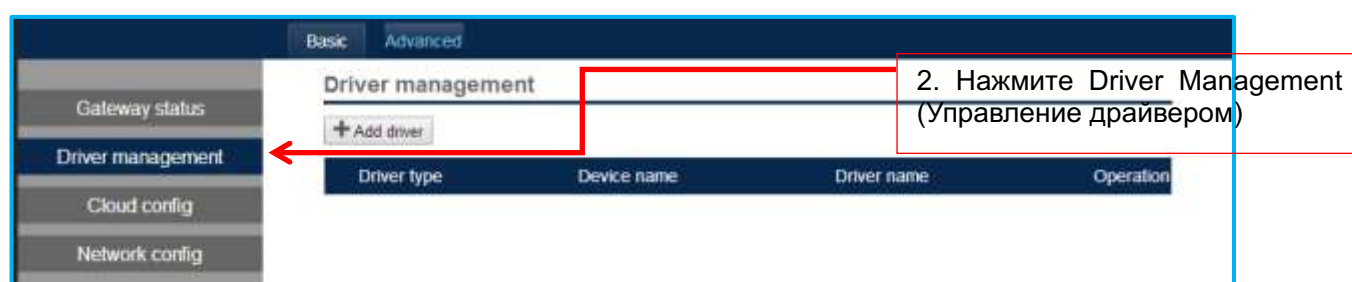 Basic Advanced
Driver management
2. Нажмите Driver Management
(Управление драйвером)
Gateway status
+ Add driver
Driver management
Driver type Device name Driver name Operation
Cloud config
Network config